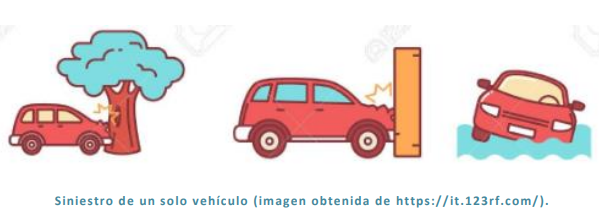 Siniestro de un solo vehículo (imagen obtenida de https://it.123rf.com/).